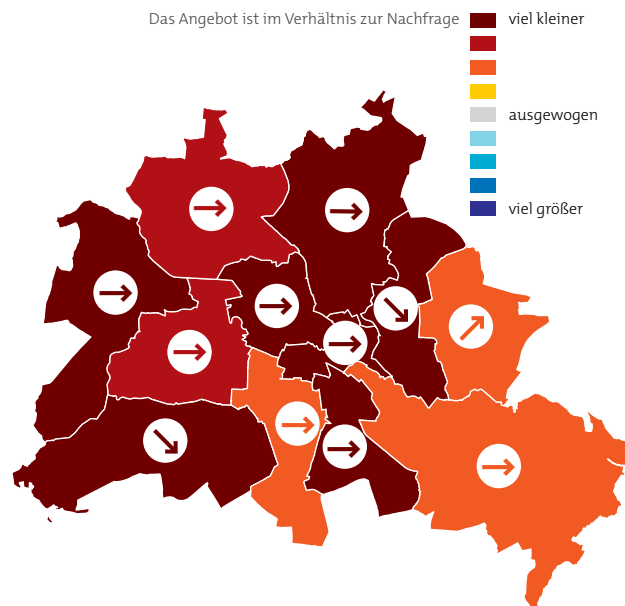 Das Angebot ist im Verhältnis zur Nachfrage viel kleiner
ausgewogen
viel größer